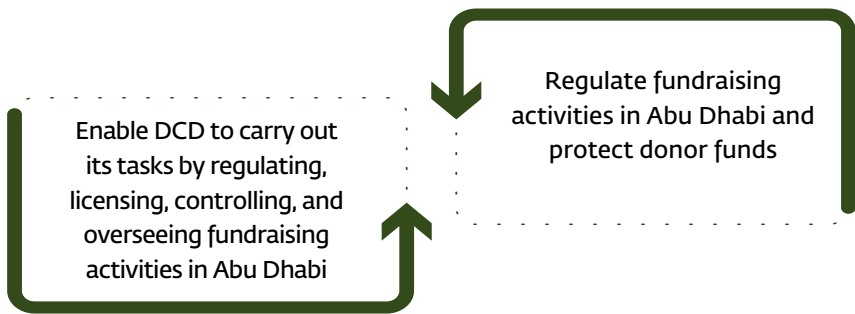 Enable DCD to carry out
its tasks by regulating,
licensing, controlling, and
overseeing fundraising
activities in Abu Dhabi
Regulate fundraising
activities in Abu Dhabi and
protect donor funds